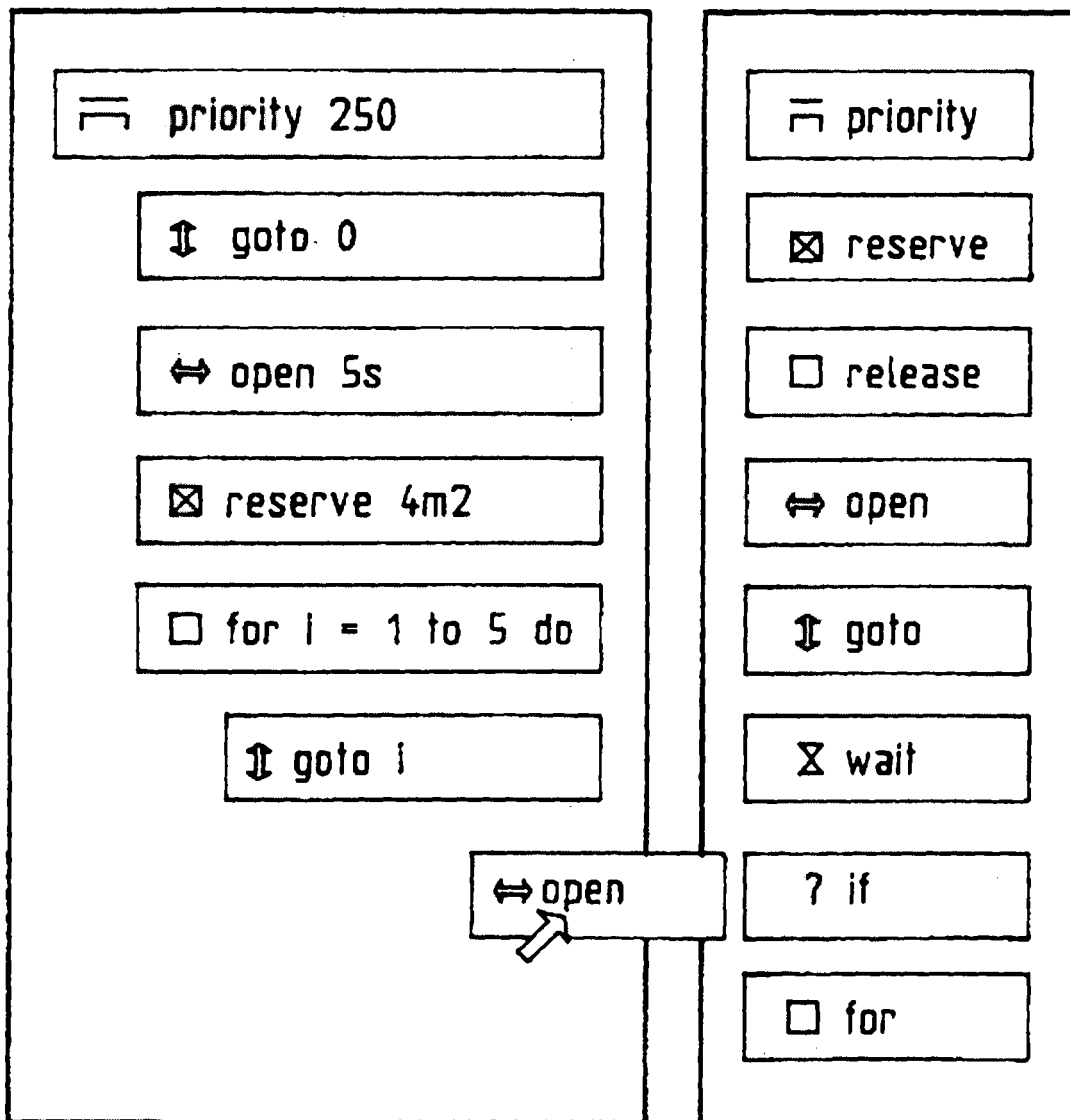 priority 250
goto 0
open 5s
reserve 4m2
for i = 1 to 5 do
goto i
open
priority
reserve
release
open
goto
wait
? if
for